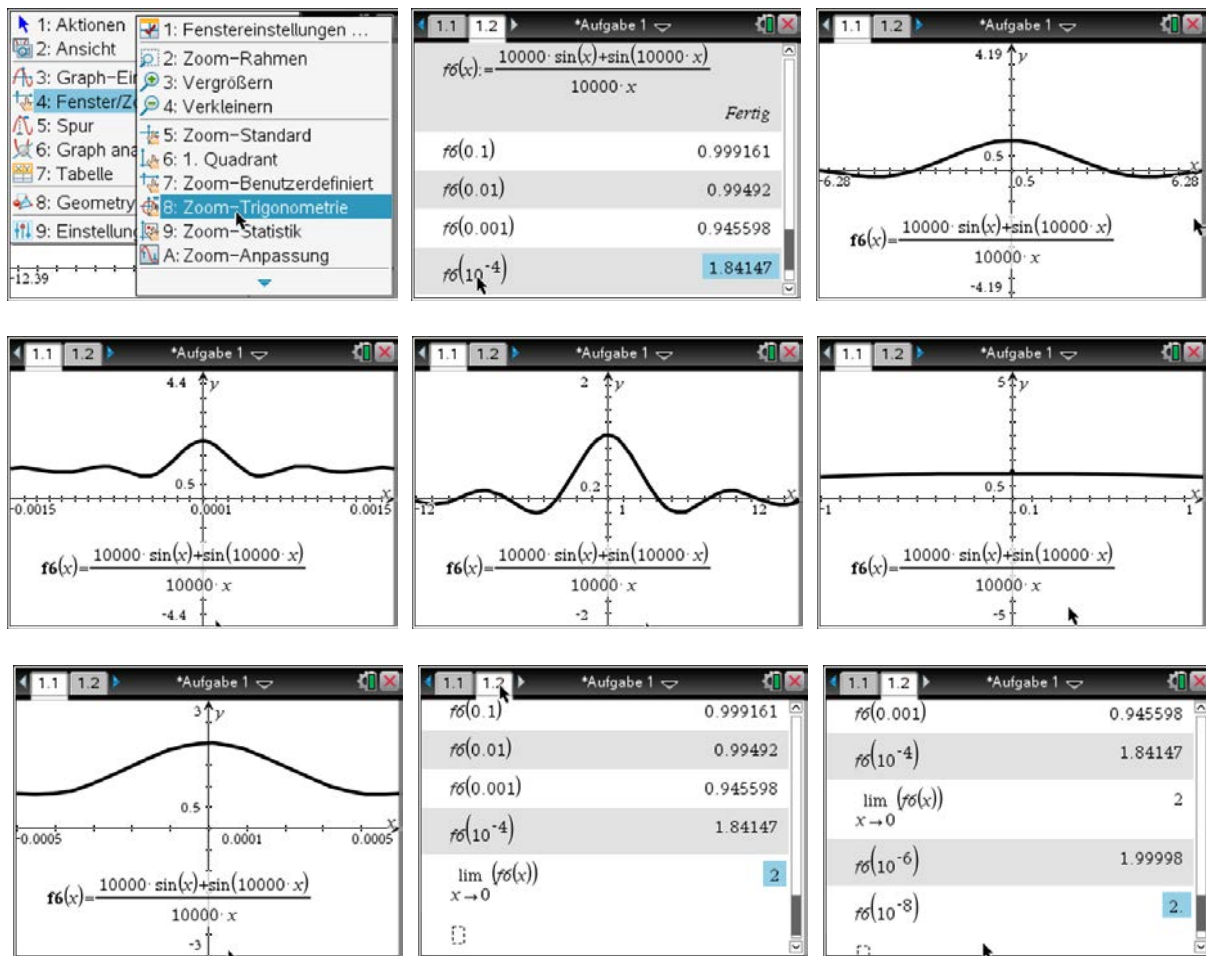 1: Aktionen
2: Ansicht
3: Graph-Ei
4: Fenster/Z
5: Spur
6: Graph ana
7: Tabelle
8: Geometry
9: Einstellun
-12.39
1: Fenstereinstellungen ...
2: Zoom-Rahmen
3: Vergrößern
4: Verkleinern
5: Zoom-Standard
6: 1. Quadrant
7: Zoom-Benutzerdefiniert
8: Zoom-Trigonometrie
9: Zoom-Statistik
A: Zoom-Anpassung
1.1 1.2 *Aufgabe 1
f6(x):= 10000· sin(x)+sin(10000· x)
10000· x
Fertig
f6(0.1) 0.999161
f6(0.01) 0.99492
f6(0.001) 0.945598
f6(10^-4) 1.84147
1.1 1.2 *Aufgabe 1
4.19 y
0.5 x
-6.28 0.5 6.28
f6(x)= 10000· sin(x)+sin(10000· x)
10000· x
-4.19
1.1 1.2 *Aufgabe 1
4.4 y
0.5 x
-0.0015 0.0001 0.0015
f6(x)= 10000· sin(x)+sin(10000· x)
10000· x
-4.4
1.1 1.2 *Aufgabe 1
2 y
0.2 x
-12 1 12
f6(x)= 10000· sin(x)+sin(10000· x)
10000· x
-2
1.1 1.2 *Aufgabe 1
5 y
0.5 x
-1 0.1 1
f6(x)= 10000· sin(x)+sin(10000· x)
10000· x
-5
1.1 1.2 *Aufgabe 1
3 y
0.5 x
-0.0005 0.0001 0.0005
f6(x)= 10000· sin(x)+sin(10000· x)
10000· x
-3
1.1 1.2 *Aufgabe 1
f6(0.1) 0.999161
f6(0.01) 0.99492
f6(0.001) 0.945598
f6(10^-4) 1.84147
lim (f6(x)) 2
x→0
1.1 1.2 *Aufgabe 1
f6(0.001) 0.945598
f6(10^-4) 1.84147
lim (f6(x)) 2
x→0
f6(10^-6) 1.99998
f6(10^-8) 2.